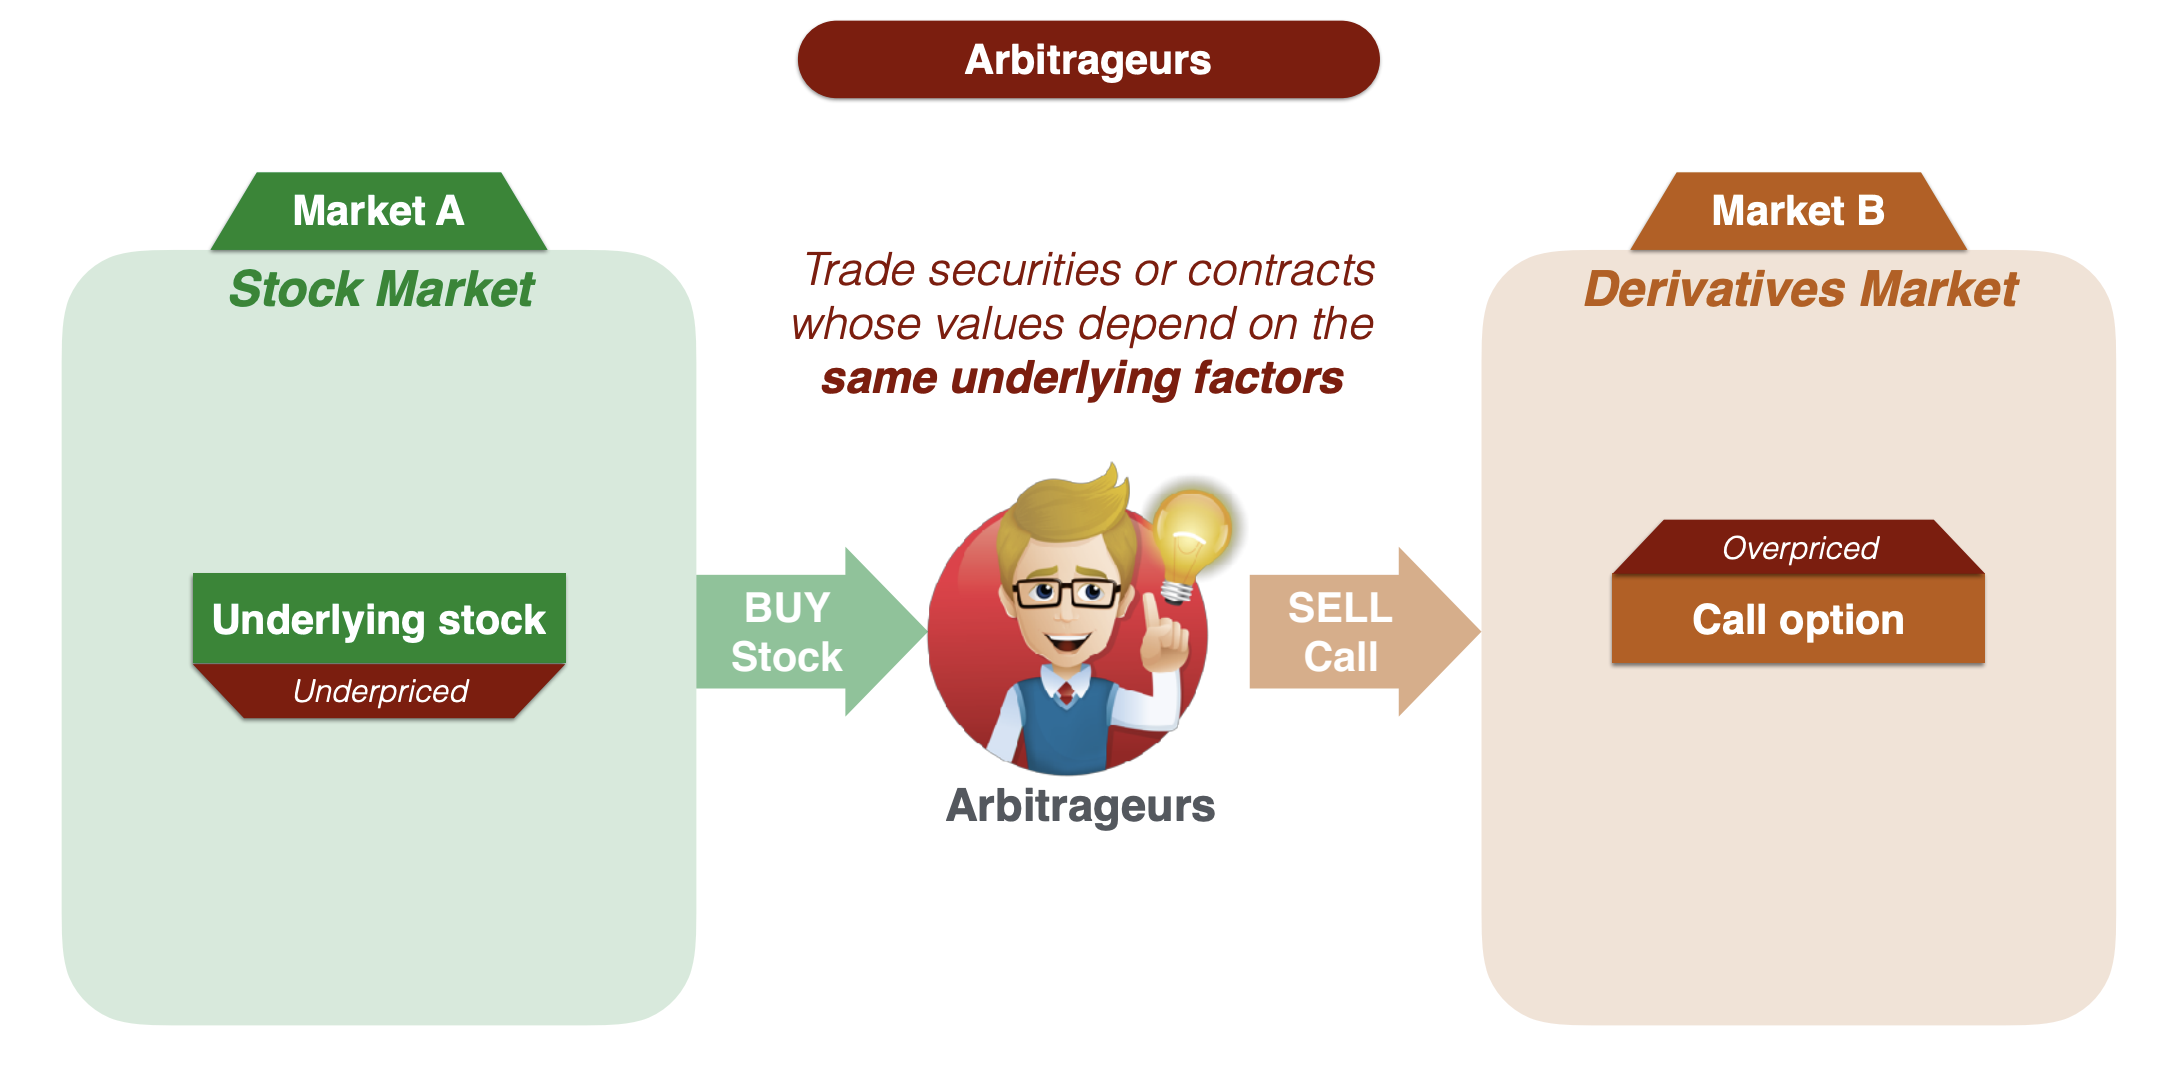 Arbitrageurs
Market A
Stock Market
Underlying stock
Underpriced
Trade securities or contracts
whose values depend on the
same underlying factors
BUY
Stock
Arbitrageurs
SELL
Call
Market B
Derivatives Market
Overpriced
Call option